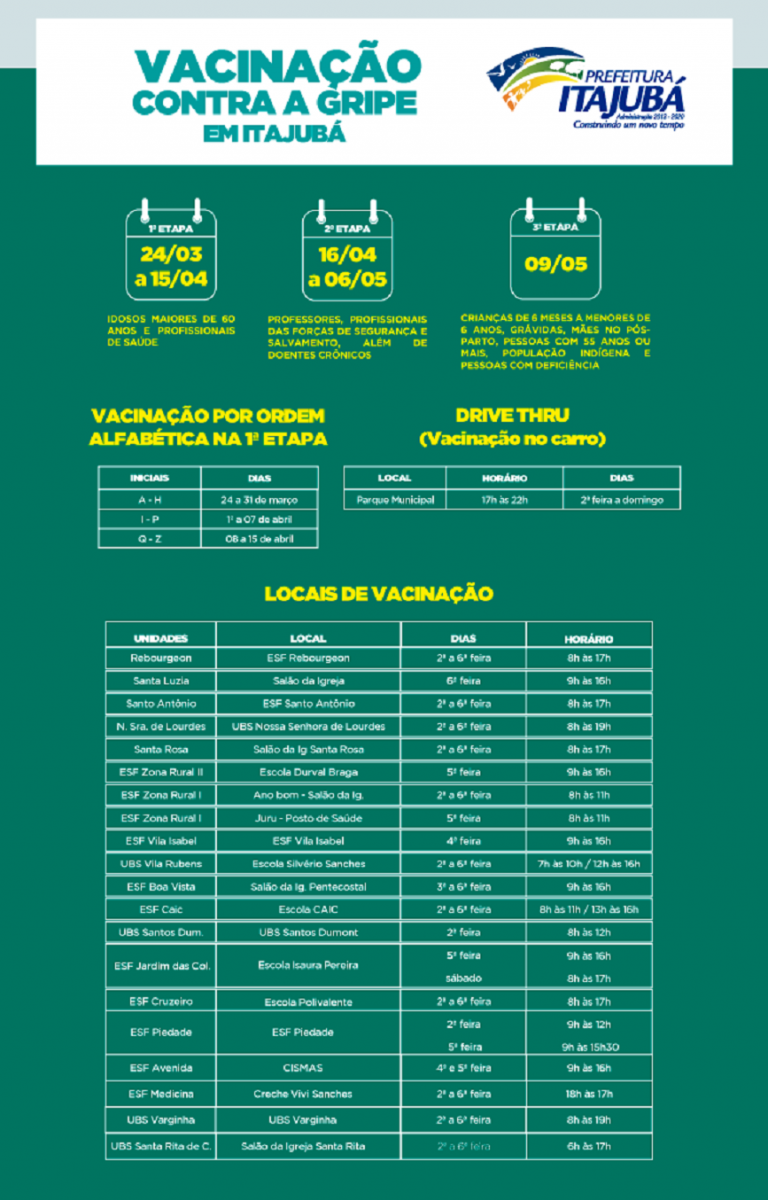 VACINAÇÃO
CONTRA A GRIPE
EM ITAJUBÁ
PREFEITURA
ITAJUBÁ
Administração 2013 - 2020
Construindo um novo tempo
1ª ETAPA
24/03
a 15/04
IDOSOS MAIORES DE 60
ANOS E PROFISSIONAIS
DE SAÚDE
2ª ETAPA
16/04
a 06/05
PROFESSORES, PROFISSIONAIS
DAS FORÇAS DE SEGURANÇA E
SALVAMENTO, ALÉM DE
DOENTES CRÔNICOS
3ª ETAPA
09/05
CRIANÇAS DE 6 MESES A MENORES DE
6 ANOS, GRÁVIDAS, MÃES NO PÓS-
PARTO, PESSOAS COM 55 ANOS OU
MAIS, POPULAÇÃO INDÍGENA E
PESSOAS COM DEFICIÊNCIA
VACINAÇÃO POR ORDEM
ALFABÉTICA NA 1ª ETAPA
INICIAIS DIAS
A - H 24 a 31 de março
I - P 1º a 07 de abril
Q - Z 08 a 15 de abril
DRIVE THRU
(Vacinação no carro)
LOCAL HORÁRIO DIAS
Parque Municipal 17h às 22h 2ª feira a domingo
LOCAIS DE VACINAÇÃO
UNIDADES LOCAL DIAS HORÁRIO
Rebourgeon ESF Rebourgeon 2ª a 6ª feira 8h às 17h
Santa Luzia Salão da Igreja 6ª feira 9h às 16h
Santo Antônio ESF Santo Antônio 2ª a 6ª feira 8h às 17h
N. Sra. de Lourdes UBS Nossa Senhora de Lourdes 2ª a 6ª feira 8h às 19h
Santa Rosa Salão da Ig Santa Rosa 2ª a 6ª feira 8h às 17h
ESF Zona Rural II Escola Durval Braga 5ª feira 9h às 16h
ESF Zona Rural I Ano bom - Salão da Ig. 2ª a 6ª feira 8h às 11h
ESF Zona Rural I Juru - Posto de Saúde 5ª feira 8h às 11h
ESF Vila Isabel ESF Vila Isabel 4ª feira 9h às 16h
UBS Vila Rubens Escola Silvério Sanches 2ª a 6ª feira 7h às 10h / 12h às 16h
ESF Boa Vista Salão da Ig. Pentecostal 3ª a 6ª feira 9h às 16h
ESF Caic Escola CAIC 2ª a 6ª feira 8h às 11h / 13h às 16h
UBS Santos Dum. UBS Santos Dumont 2ª feira 8h às 12h
ESF Jardim das Col. Escola Isaura Pereira 5ª feira 9h às 16h
sábado 8h às 17h
ESF Cruzeiro Escola Polivalente 2ª a 6ª feira 8h às 17h
ESF Piedade ESF Piedade 2ª feira 9h às 12h
5ª feira 9h às 15h30
ESF Avenida CISMAS 4ª e 5ª feira 9h às 16h
ESF Medicina Creche Vivi Sanches 2ª a 6ª feira 18h às 17h
UBS Varginha UBS Varginha 2ª a 6ª feira 8h às 19h
UBS Santa Rita de C. Salão da Igreja Santa Rita 2ª a 6ª feira 6h às 17h